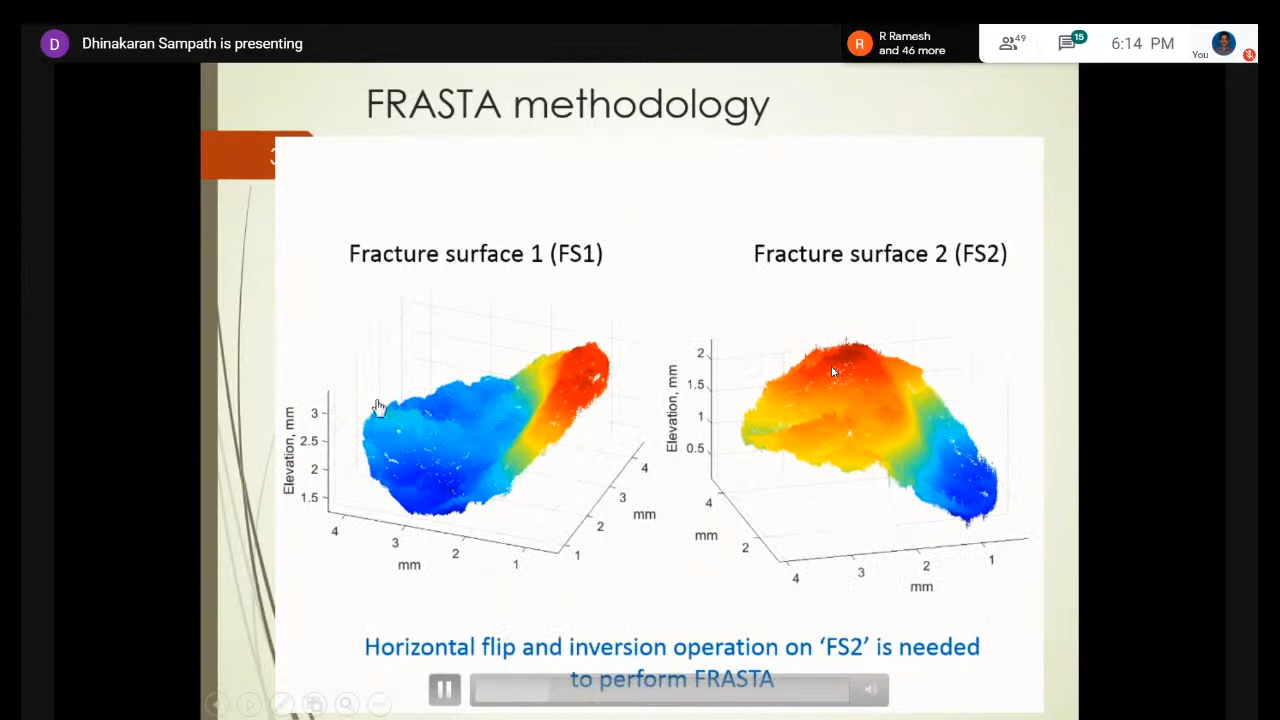 D
Dhinakaran Sampath is presenting
R
R Ramesh
and 46 more
49
15
6:14 PM
You
FRASTA methodology
Fracture surface 1 (FS1)
Fracture surface 2 (FS2)
Elevation, mm
3
2.5
2
1.5
4
3
2
1
mm
1
2
3
4
mm
Elevation, mm
2
1.5
1
0.5
4
2
mm
4
3
2
1
mm
Horizontal flip and inversion operation on ‘FS2’ is needed
to perform FRASTA